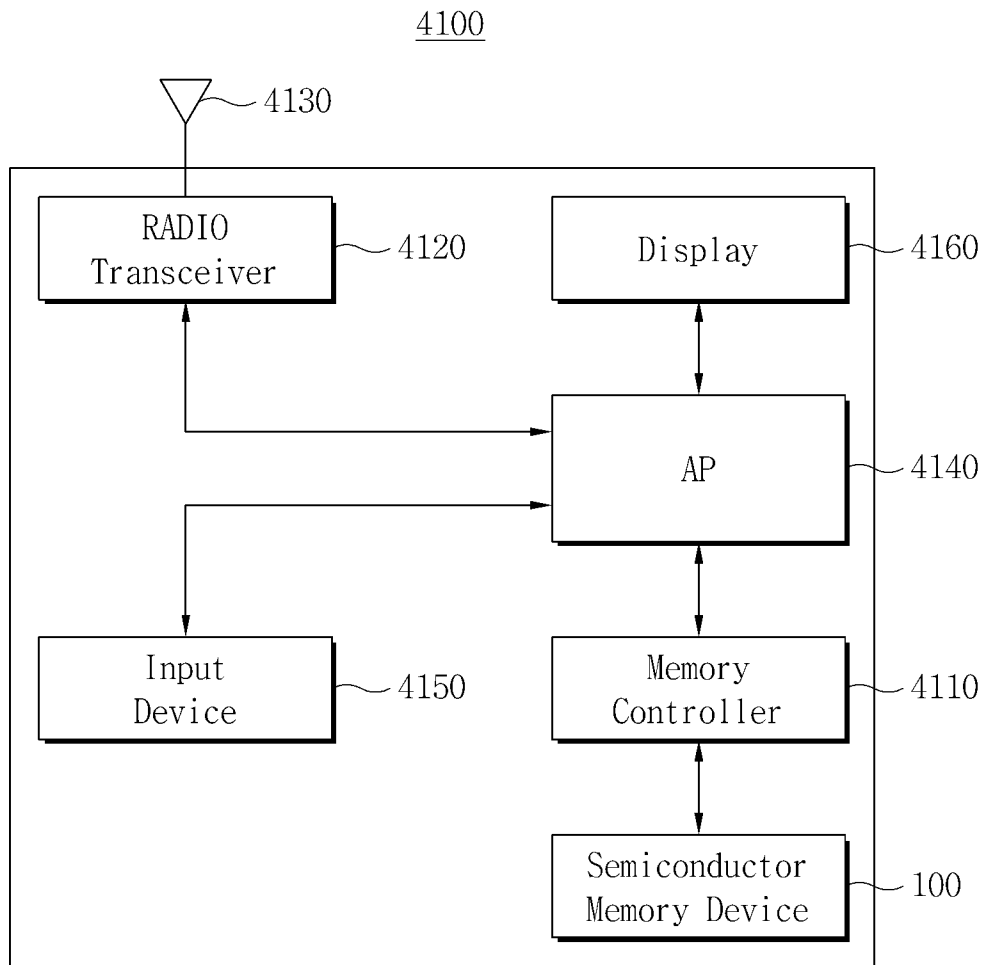 4100
4130
RADIO
Transceiver
4120
Display
4160
AP
4140
Input
Device
4150
Memory
Controller
4110
Semiconductor
Memory Device
100